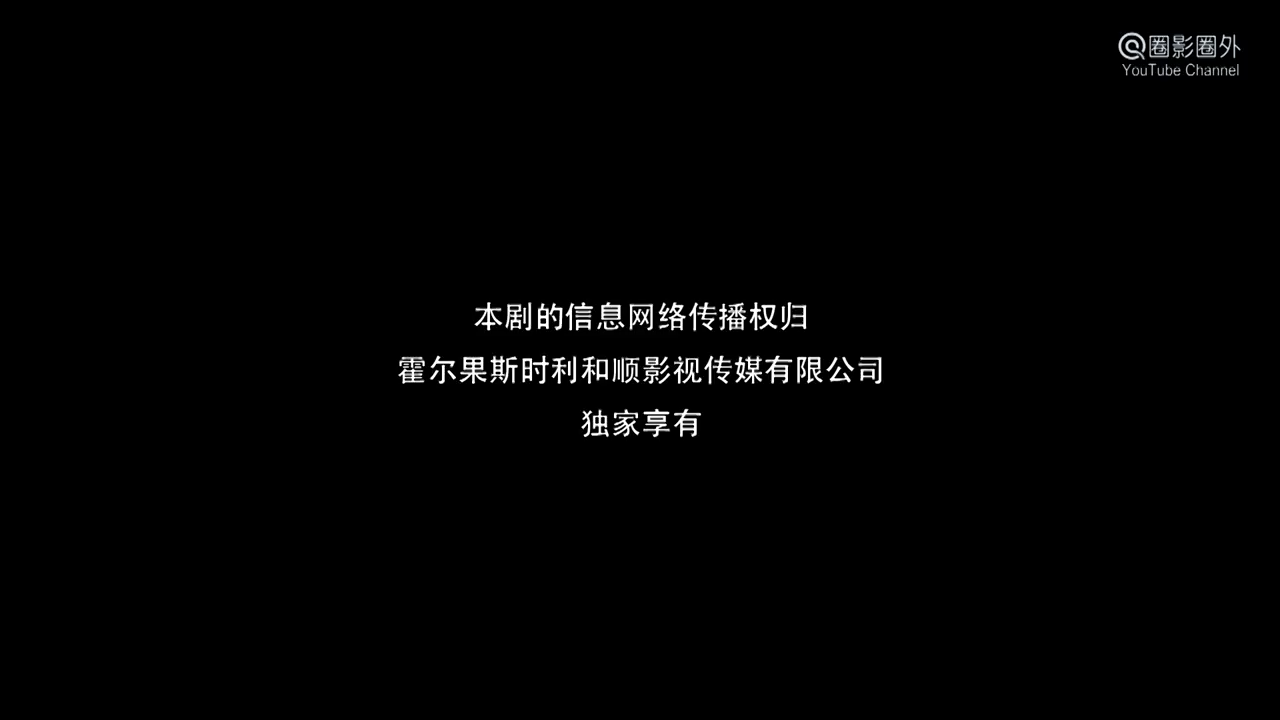 圈影圈外
YouTube Channel
本剧的信息网络传播权归
霍尔果斯时利和顺影视传媒有限公司
独家享有